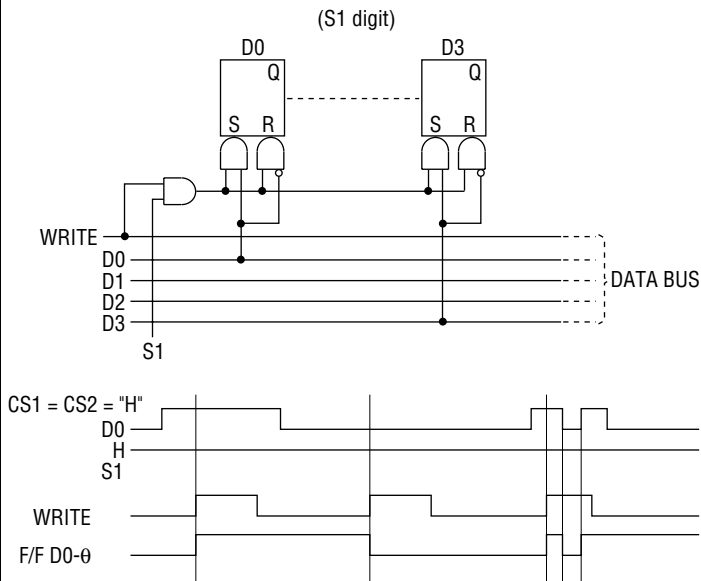 (S1 digit)
D0 D3
Q Q
S R S R
WRITE
D0
D1
D2
D3
DATA BUS
S1
CS1 = CS2 = "H"
D0
H
S1
WRITE
F/F D0-θ